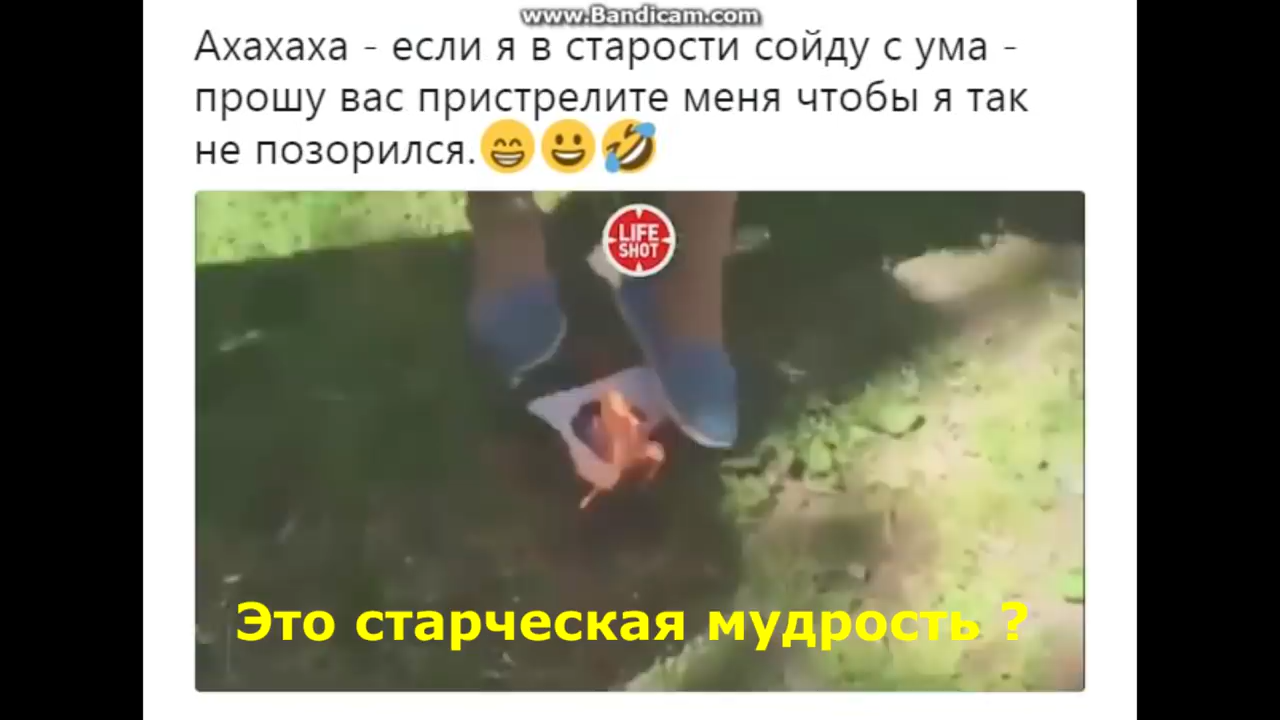 www.Bandicam.com
Ахахаха - если я в старости сойду с ума -
прошу вас пристрелите меня чтобы я так
не позорился.😁😀🤣
LIFE
SHOT
Это старческая мудрость ?